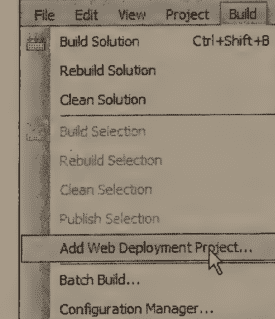 File Edit View Project Build
Build Solution Ctrl+Shift+B
Rebuild Solution
Clean Solution
Build Selection
Rebuild Selection
Clean Selection
Publish Selection
Add Web Deployment Project...
Batch Build...
Configuration Manager...